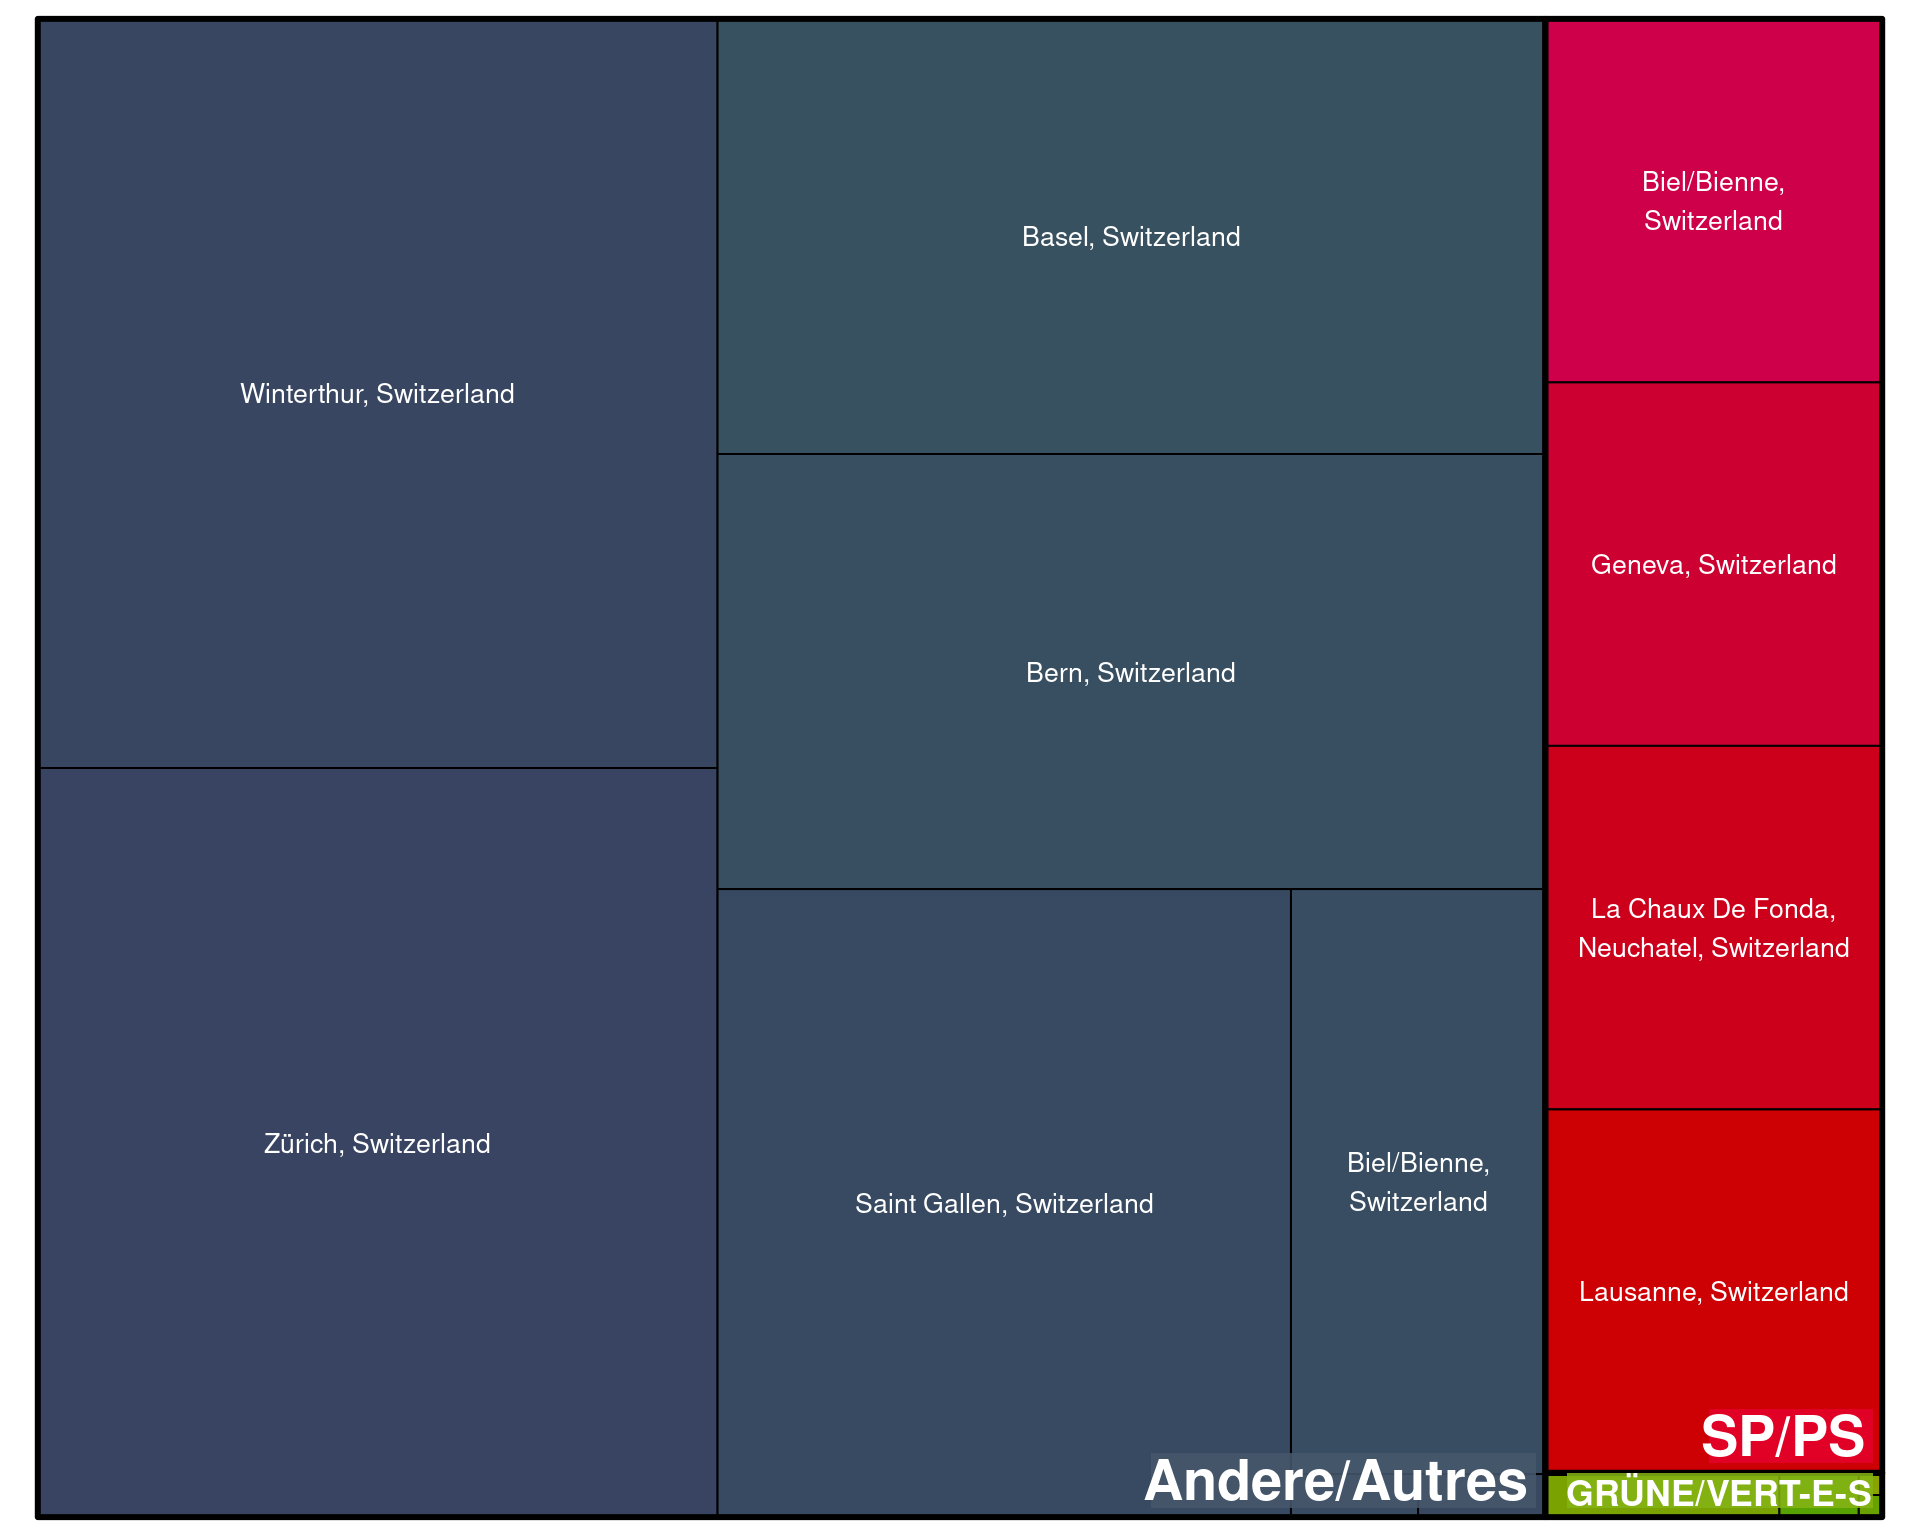 Winterthur, Switzerland
Zürich, Switzerland
Basel, Switzerland
Bern, Switzerland
Saint Gallen, Switzerland
Biel/Bienne,
Switzerland
Andere/Autres
Biel/Bienne,
Switzerland
Geneva, Switzerland
La Chaux De Fonda,
Neuchatel, Switzerland
Lausanne, Switzerland
SP/PS
GRÜNE/VERT-E-S